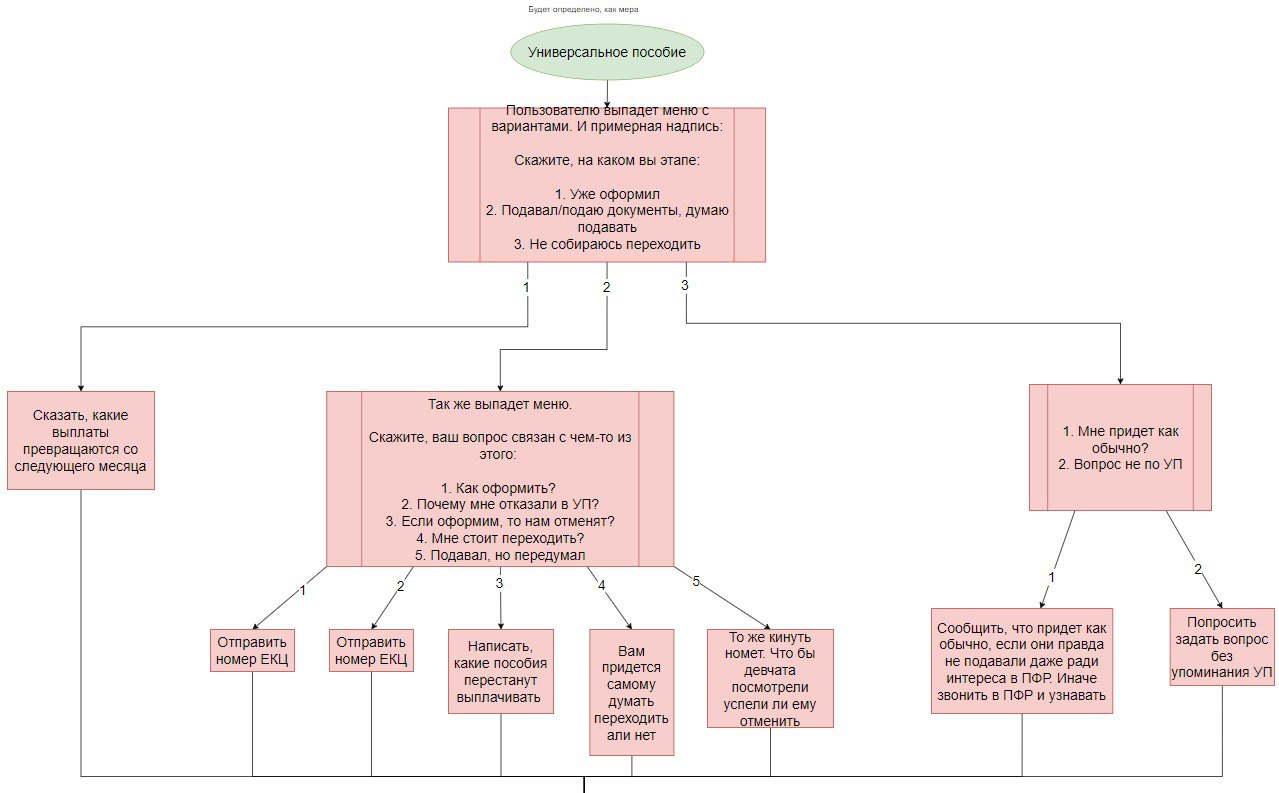 Будет определено, как мера
Универсальное пособие
Пользователю выпадет меню с
вариантами. И примерная надпись:
Скажите, на каком вы этапе:
1. Уже оформил
2. Подавал/подаю документы, думаю
подавать
3. Не собираюсь переходить
1
2
3
Сказать, какие
выплаты
превращаются со
следующего месяца
Так же выпадет меню.
Скажите, ваш вопрос связан с чем-то из
этого:
1. Как оформить?
2. Почему мне отказали в УП?
3. Если оформим, то нам отменят?
4. Мне стоит переходить?
5. Подавал, но передумал
1. Мне придет как
обычно?
2. Вопрос не по УП
1
2
3
4
5
1
2
Отправить
номер ЕКЦ
Отправить
номер ЕКЦ
Написать,
какие пособия
перестанут
выплачивать
Вам
придется
самому
думать
переходить
али нет
То же кинуть
номет. Что бы
девчата
посмотрели
успели ли ему
отменить
Сообщить, что придет как
обычно, если они правда
не подавали даже ради
интереса в ПФР. Иначе
звонить в ПФР и узнавать
Попросить
задать вопрос
без
упоминания УП